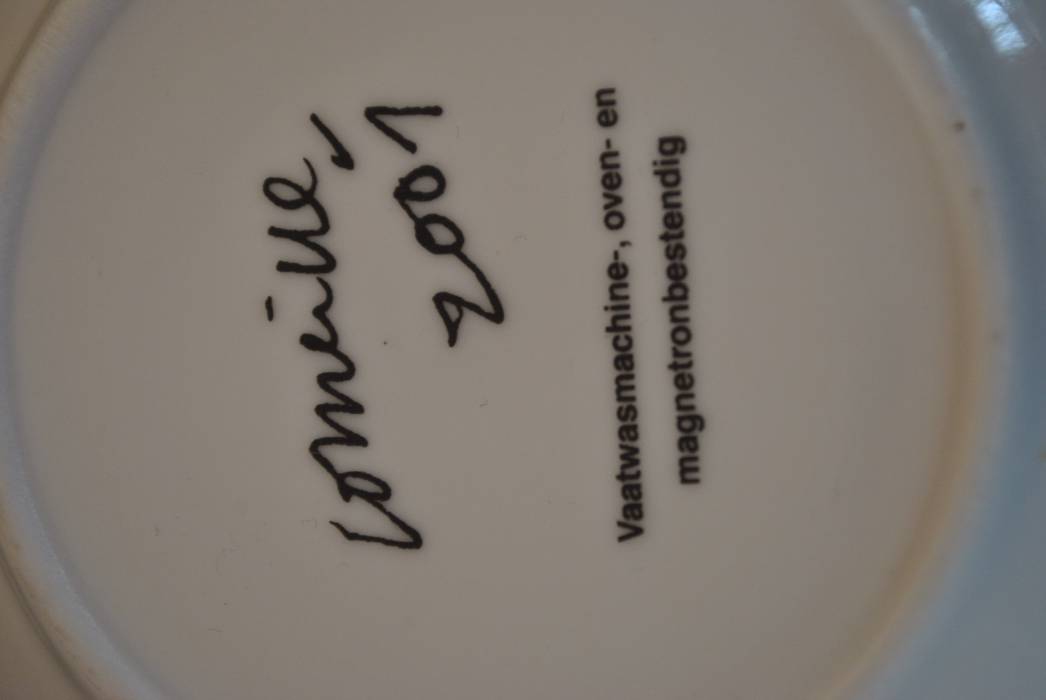 Corneille,
2001
Vaatwasmachine-, oven- en
magnetronbestendig